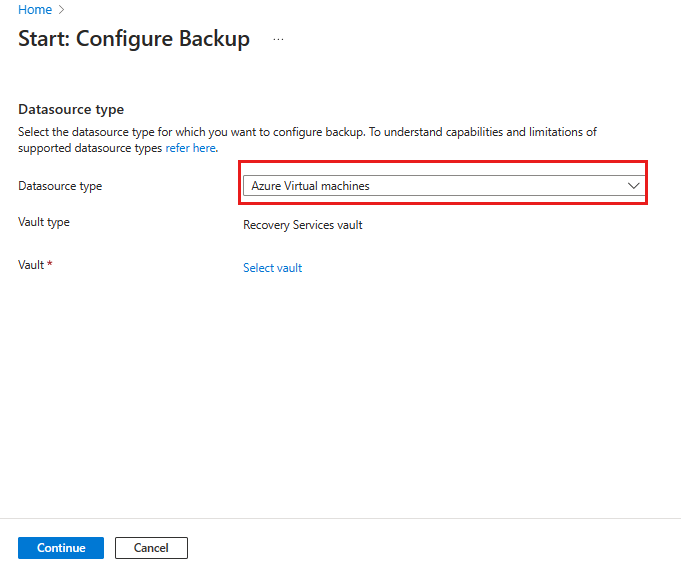 Home
Start: Configure Backup ...
Datasource type
Select the datasource type for which you want to configure backup. To understand capabilities and limitations of
supported datasource types refer here.
Datasource type Azure Virtual machines
Vault type Recovery Services vault
Vault * Select vault
Continue Cancel